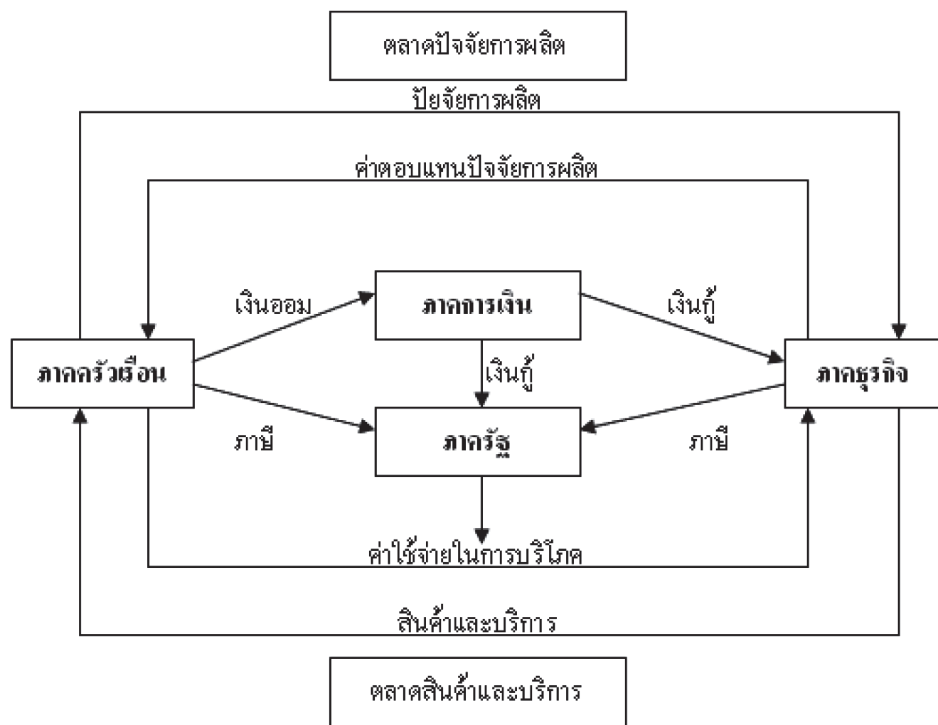 ตลาดปัจจัยการผลิต
ปัยจัยการผลิต
ค่าตอบแทนปัจจัยการผลิต
เงินออม
ภาคการเงิน
เงินกู้
ภาคครัวเรือน
เงินกู้
ภาคธุรกิจ
ภาษี
ภาครัฐ
ภาษี
ค่าใช้จ่ายในการบริโภค
สินค้าและบริการ
ตลาดสินค้าและบริการ